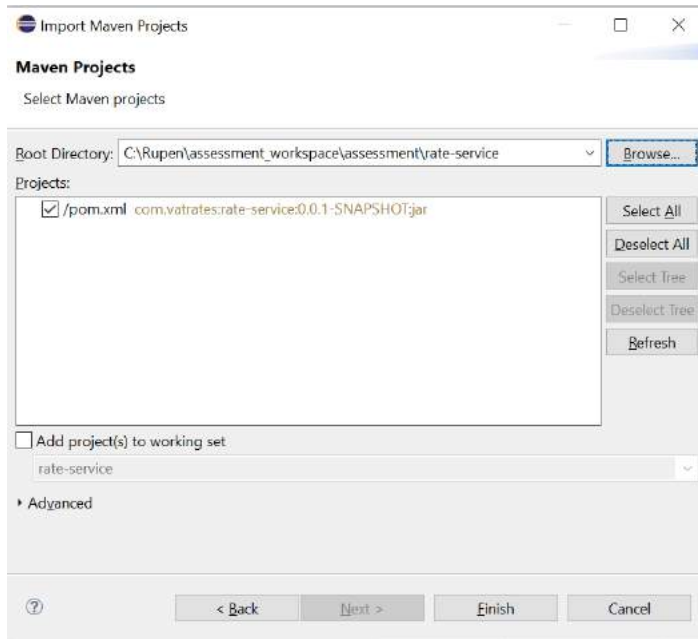 Import Maven Projects
Maven Projects
Select Maven projects
Root Directory: C:\Rupen\assessment_workspace\assessment\rate-service Browse...
Projects:
/pom.xml com.vatrates:rate-service:0.0.1-SNAPSHOT:jar
Select All
Deselect All
Select Tree
Deselect Tree
Refresh
Add project(s) to working set
rate-service
Advanced
? < Back Next > Finish Cancel